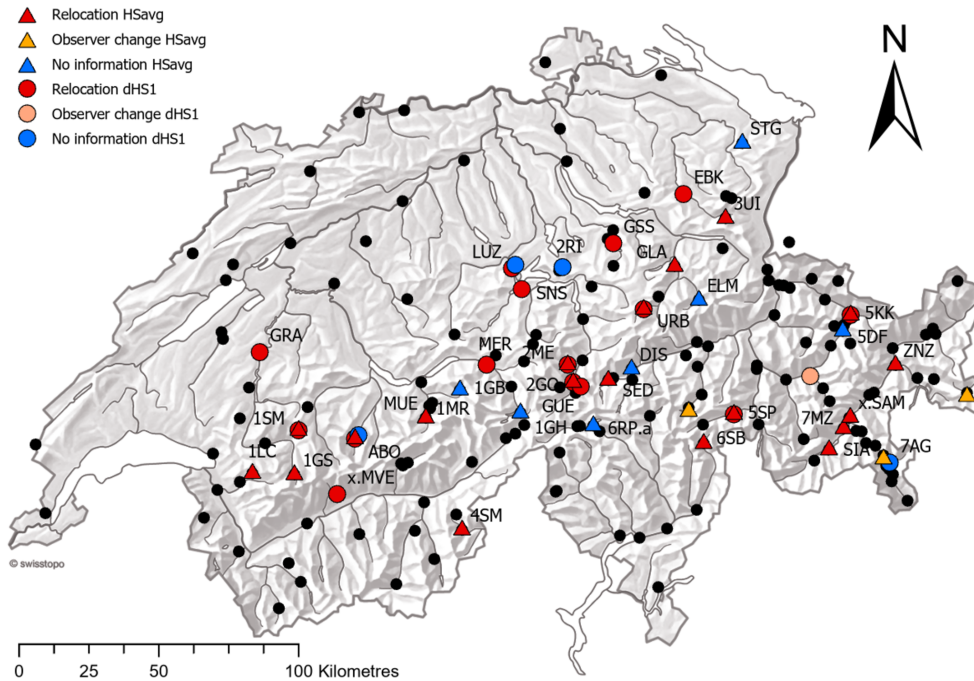 Relocation HSavg
Observer change HSavg
No information HSavg
Relocation dHS1
Observer change dHS1
No information dHS1
N
STG
EBK
3UI
GSS
GLA
LUZ
2RI
SNS
ELM
URB
5KK
5DF
GRA
MER
ME
DIS
ZNZ
1GB
2GO
SED
MUE
1MR
GUE
x.SAM
1SM
1GH
6RP.a
5SP
7MZ
6SB
ABO
SIA
7AG
1LC
1GS
x.MVE
4SM
© swisstopo
0 25 50 100 Kilometres